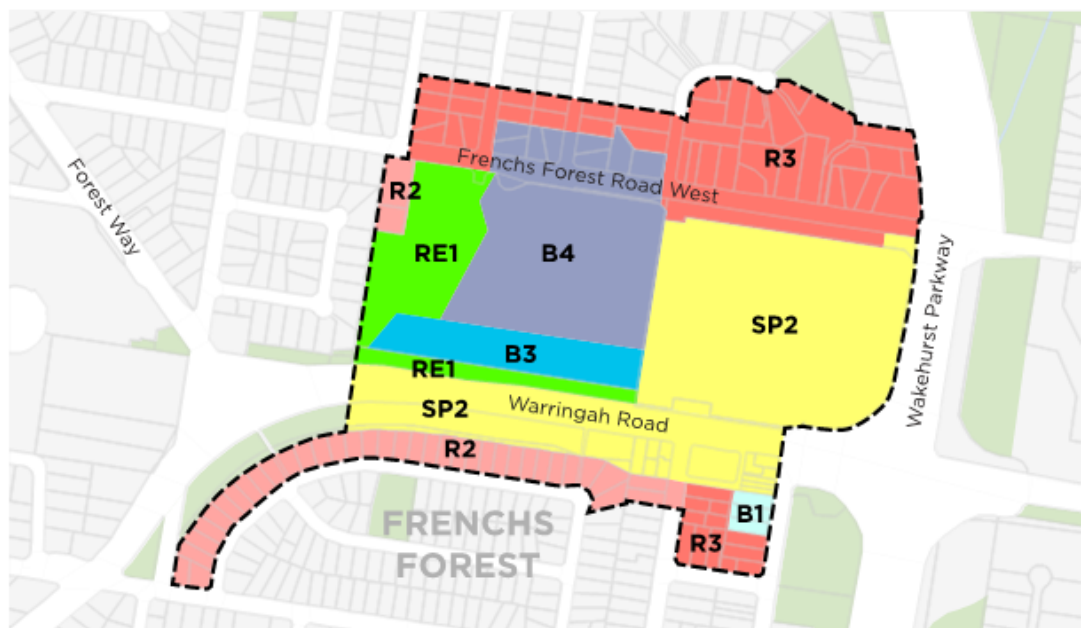 R3
Forest Way
Frenchs Forest Road West
R2
RE1
B4
Wakehurst Parkway
SP2
B3
RE1
SP2
Warringah Road
R2
B1
FRENCHS
FOREST
R3